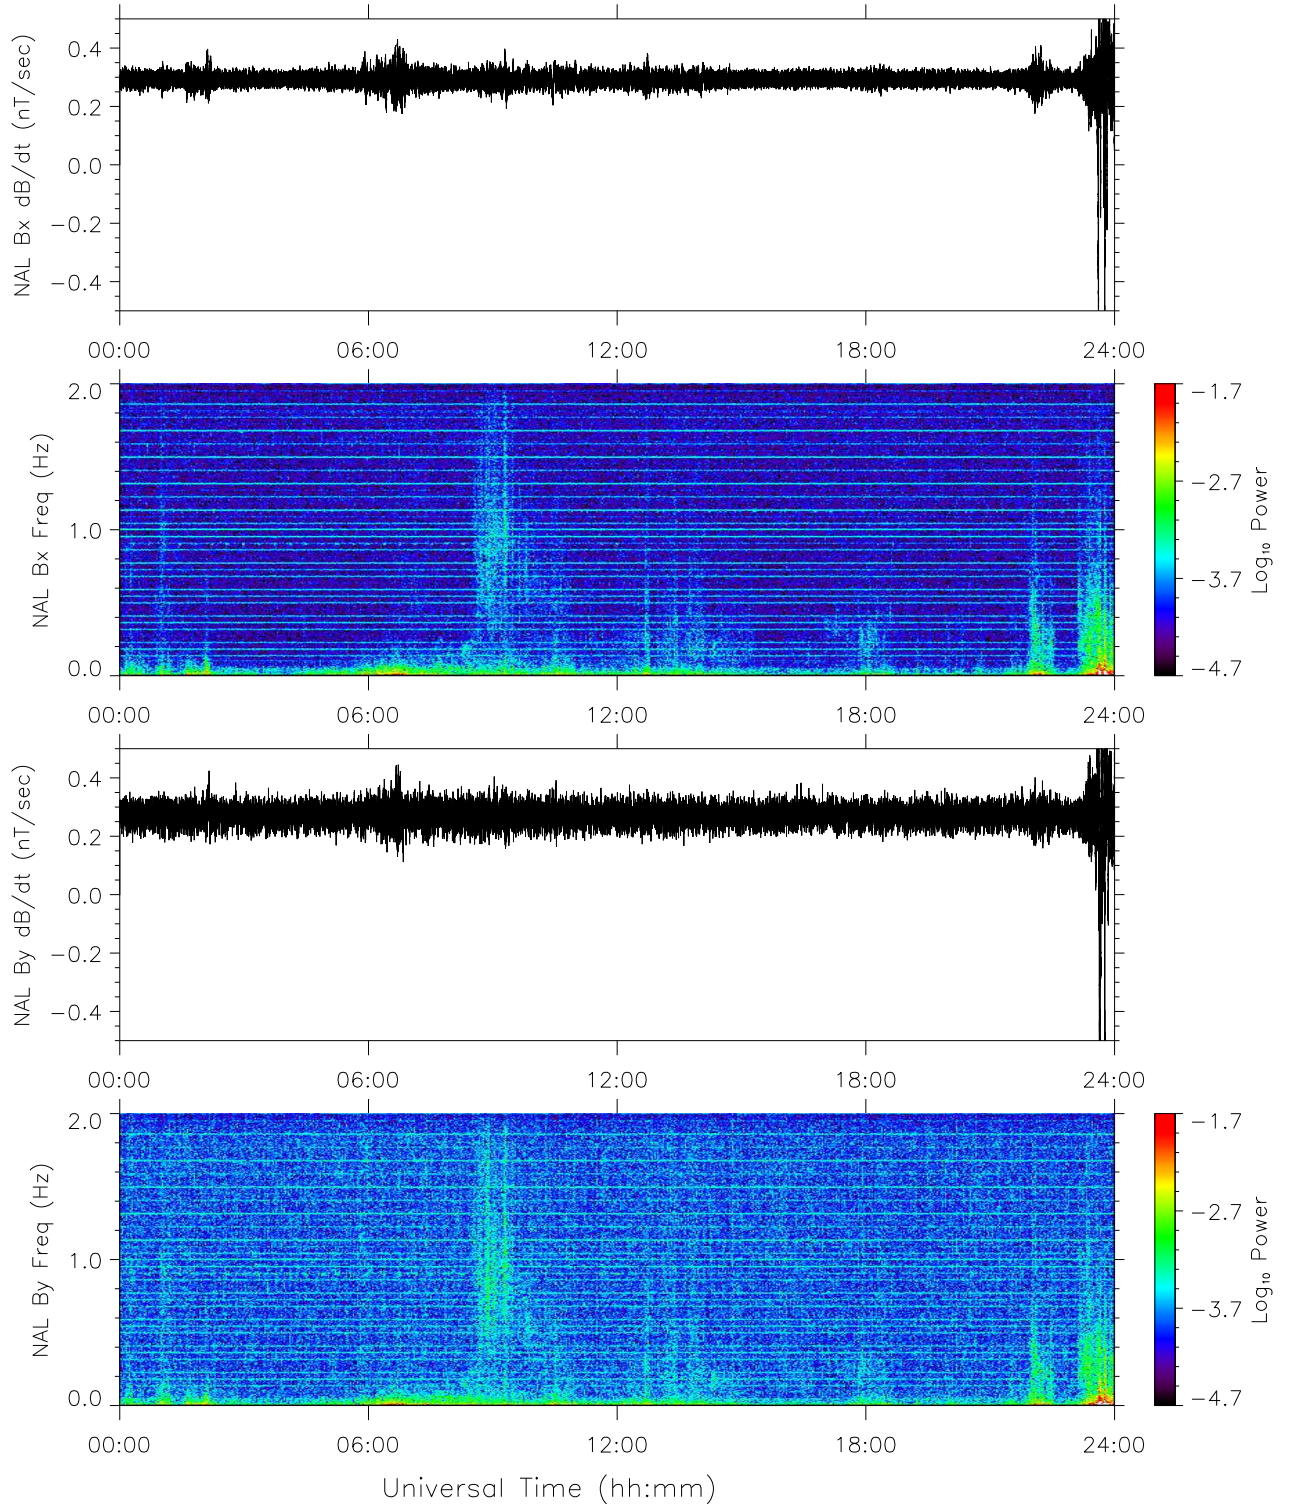 NAL Bx dB/dt (nT/sec)
0.4
0.2
0.0
−0.2
−0.4
00:00 06:00 12:00 18:00 24:00
NAL Bx Freq (Hz)
2.0
1.0
0.0
−1.7
−2.7
−3.7
−4.7
Log₁₀ Power
00:00 06:00 12:00 18:00 24:00
NAL By dB/dt (nT/sec)
0.4
0.2
0.0
−0.2
−0.4
00:00 06:00 12:00 18:00 24:00
NAL By Freq (Hz)
2.0
1.0
0.0
−1.7
−2.7
−3.7
−4.7
Log₁₀ Power
00:00 06:00 12:00 18:00 24:00
Universal Time (hh:mm)